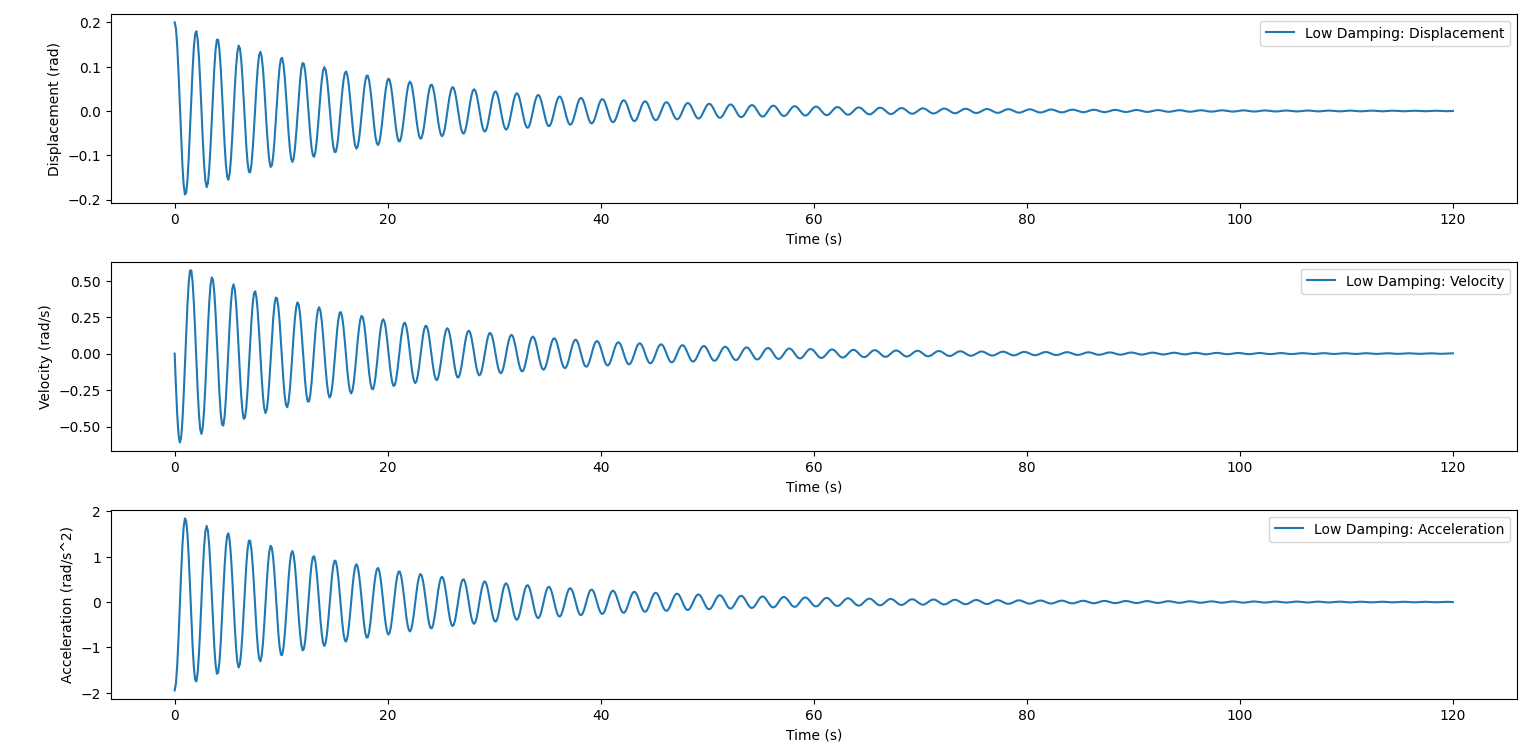 Displacement (rad)
0.2
0.1
0.0
−0.1
−0.2
Low Damping: Displacement
0 20 40 60 80 100 120
Time (s)
Velocity (rad/s)
0.50
0.25
0.00
−0.25
−0.50
Low Damping: Velocity
0 20 40 60 80 100 120
Time (s)
Acceleration (rad/s^2)
2
1
0
−1
−2
Low Damping: Acceleration
0 20 40 60 80 100 120
Time (s)